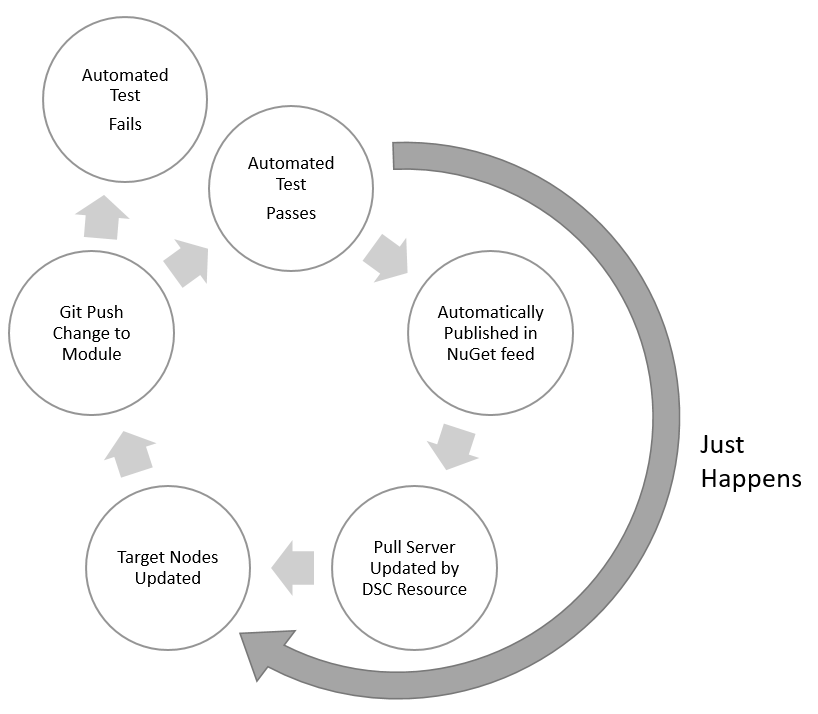 Automated
Test
Fails
Automated
Test
Passes
Git Push
Change to
Module
Automatically
Published in
NuGet feed
Just
Happens
Target Nodes
Updated
Pull Server
Updated by
DSC Resource